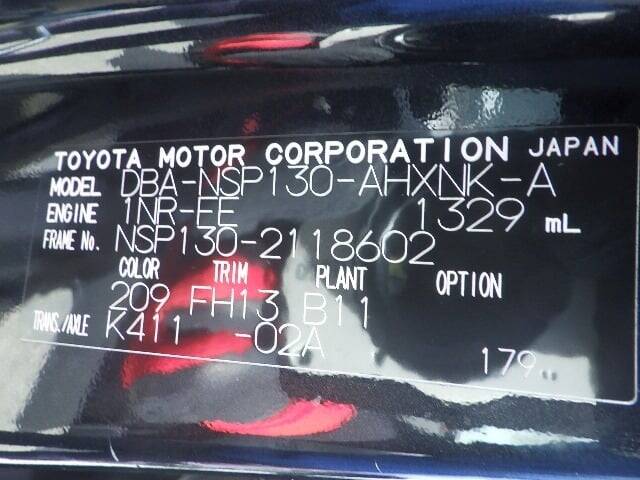 TOYOTA MOTOR CORPORATION JAPAN
MODEL DBA-NSP130-AHXNK-A
ENGINE 1NR-FE 1329 mL
FRAME No. NSP130-2118602
COLOR TRIM PLANT OPTION
209 FH13 B11
TRANS./AXLE K411 -02A
179